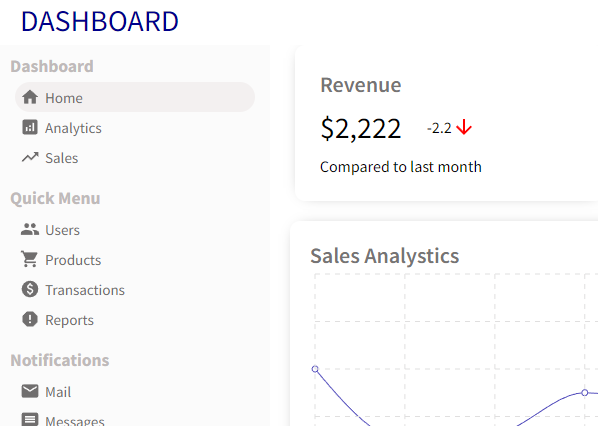 DASHBOARD
Dashboard
Home
Analytics
Sales
Quick Menu
Users
Products
Transactions
Reports
Notifications
Mail
Messages
Revenue
$2,222 -2.2
Compared to last month
Sales Analystics